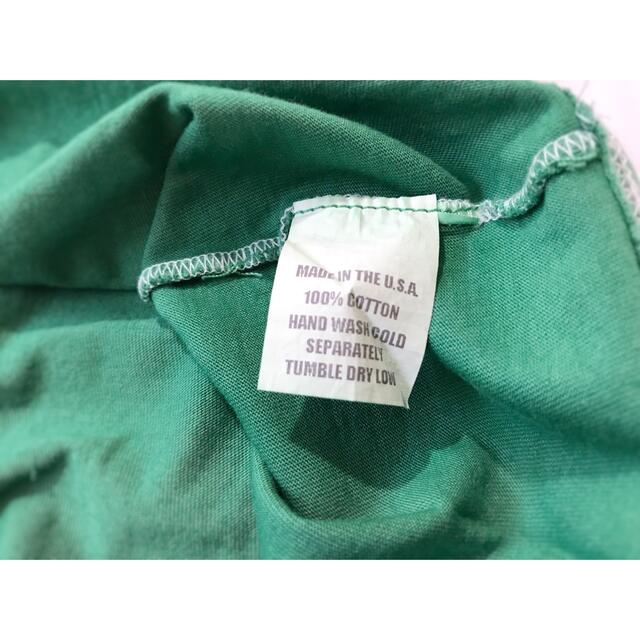 MADE IN THE U.S.A.
100% COTTON
HAND WASH COLD
SEPARATELY
TUMBLE DRY LOW